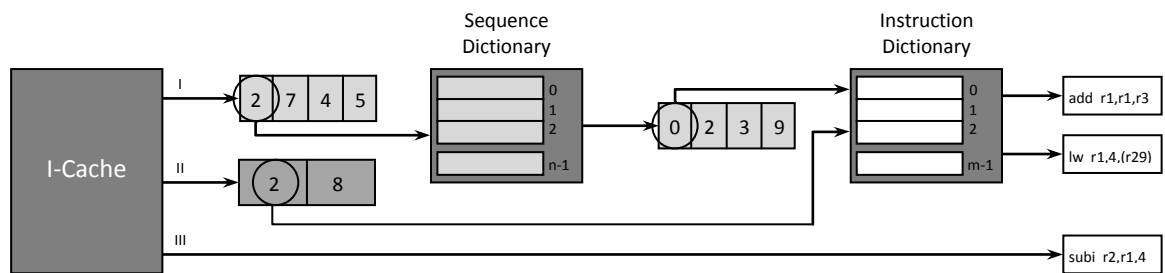 Sequence
Dictionary
Instruction
Dictionary
I-Cache
I
2 7 4 5
0
1
2
n-1
0 2 3 9
0
1
2
m-1
add r1,r1,r3
lw r1,4,(r29)
II
2 8
III
subi r2,r1,4